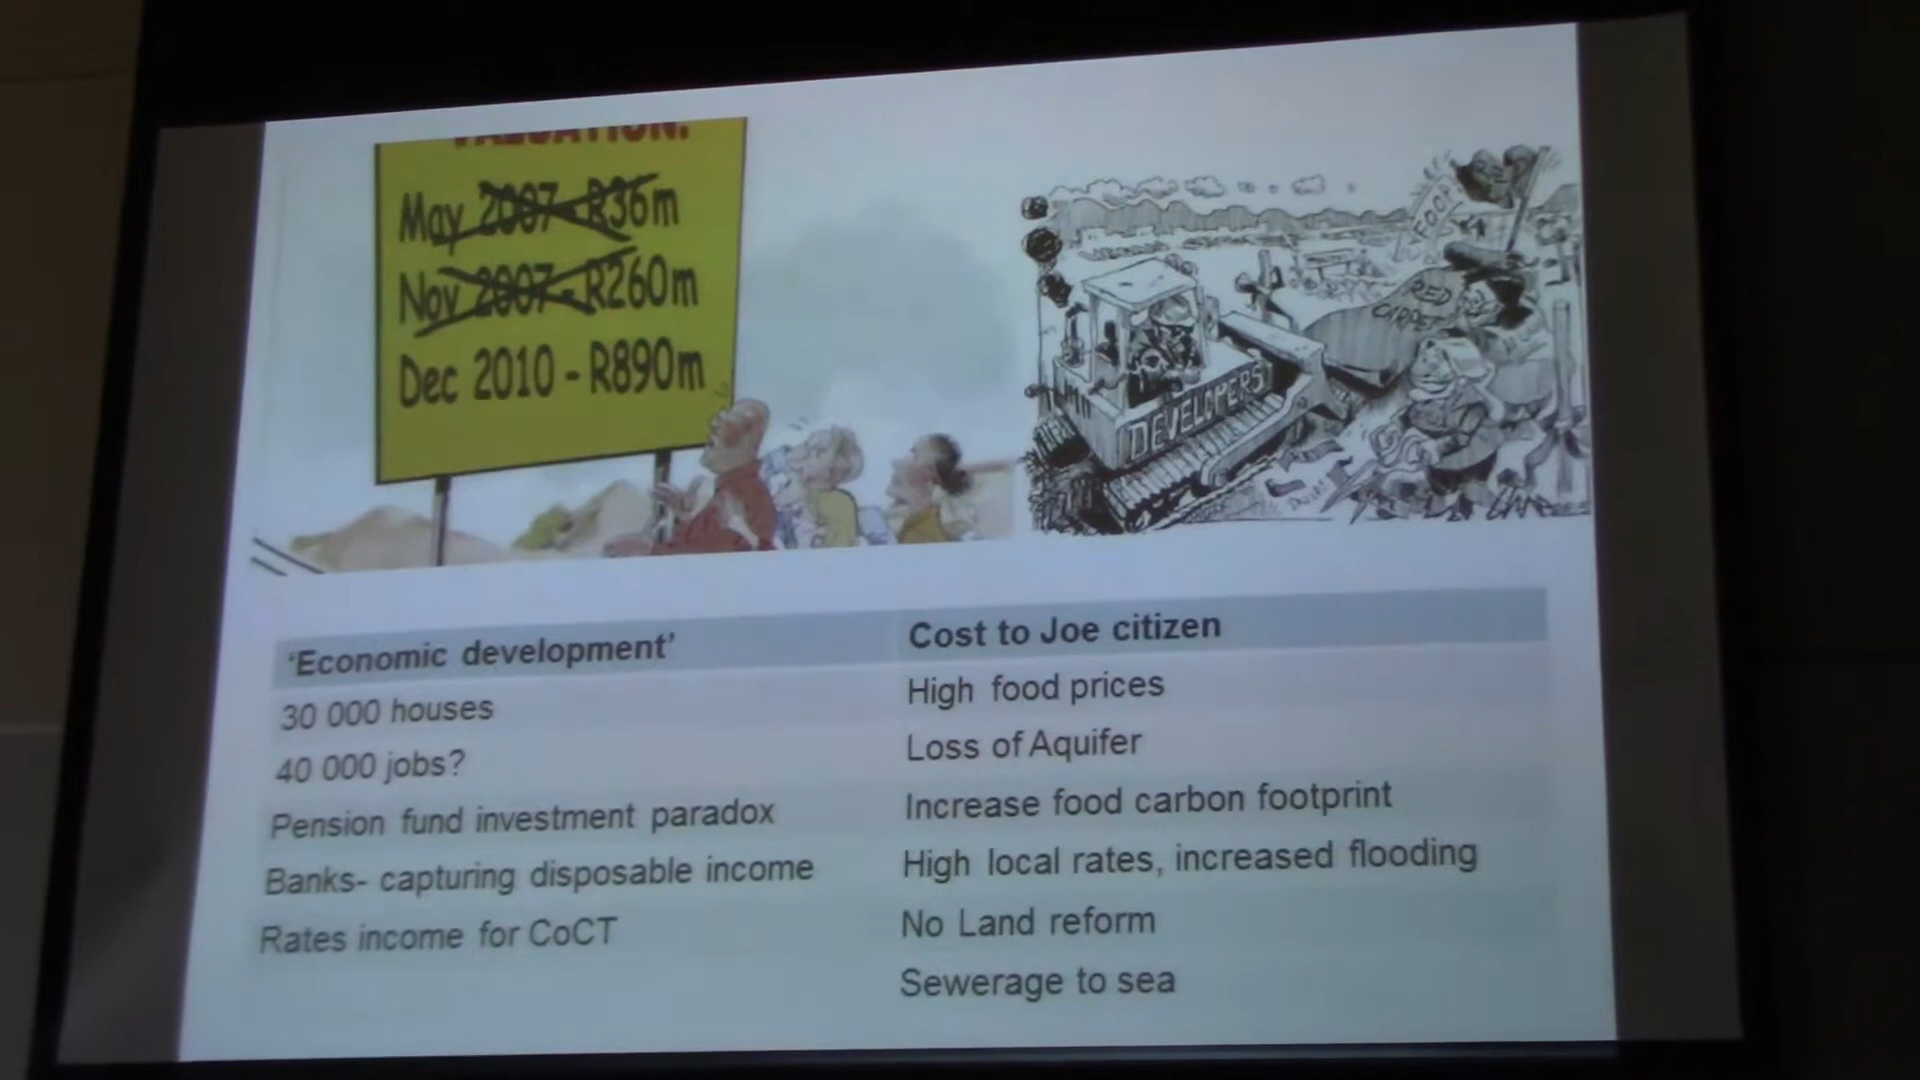 VALUATION:
May 2007 - R36m
Nov 2007 - R260m
Dec 2010 - R890m
FOOD
RED
CARPET
DEVELOPERS
'Economic development'
Cost to Joe citizen
30 000 houses
High food prices
40 000 jobs?
Loss of Aquifer
Pension fund investment paradox
Increase food carbon footprint
Banks- capturing disposable income
High local rates, increased flooding
Rates income for CoCT
No Land reform
Sewerage to sea